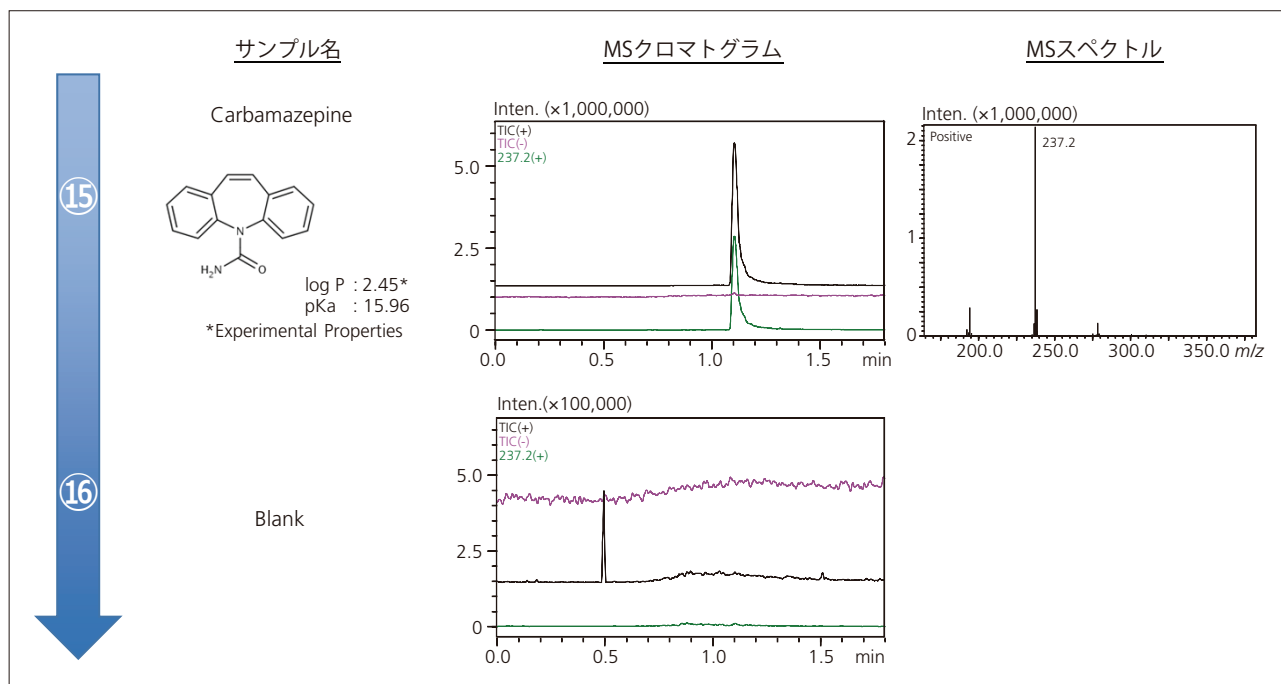 サンプル名
MSクロマトグラム
MSスペクトル
⑮
Carbamazepine
N
H₂N
O
log P : 2.45*
pKa : 15.96
*Experimental Properties
Inten. (×1,000,000)
TIC(+)
TIC(-)
237.2(+)
5.0
2.5
0
0.0 0.5 1.0 1.5 min
Inten. (×1,000,000)
Positive
237.2
2
1
0
200.0 250.0 300.0 350.0 m/z
⑯
Blank
Inten.(×100,000)
TIC(+)
TIC(-)
237.2(+)
5.0
2.5
0
0.0 0.5 1.0 1.5 min